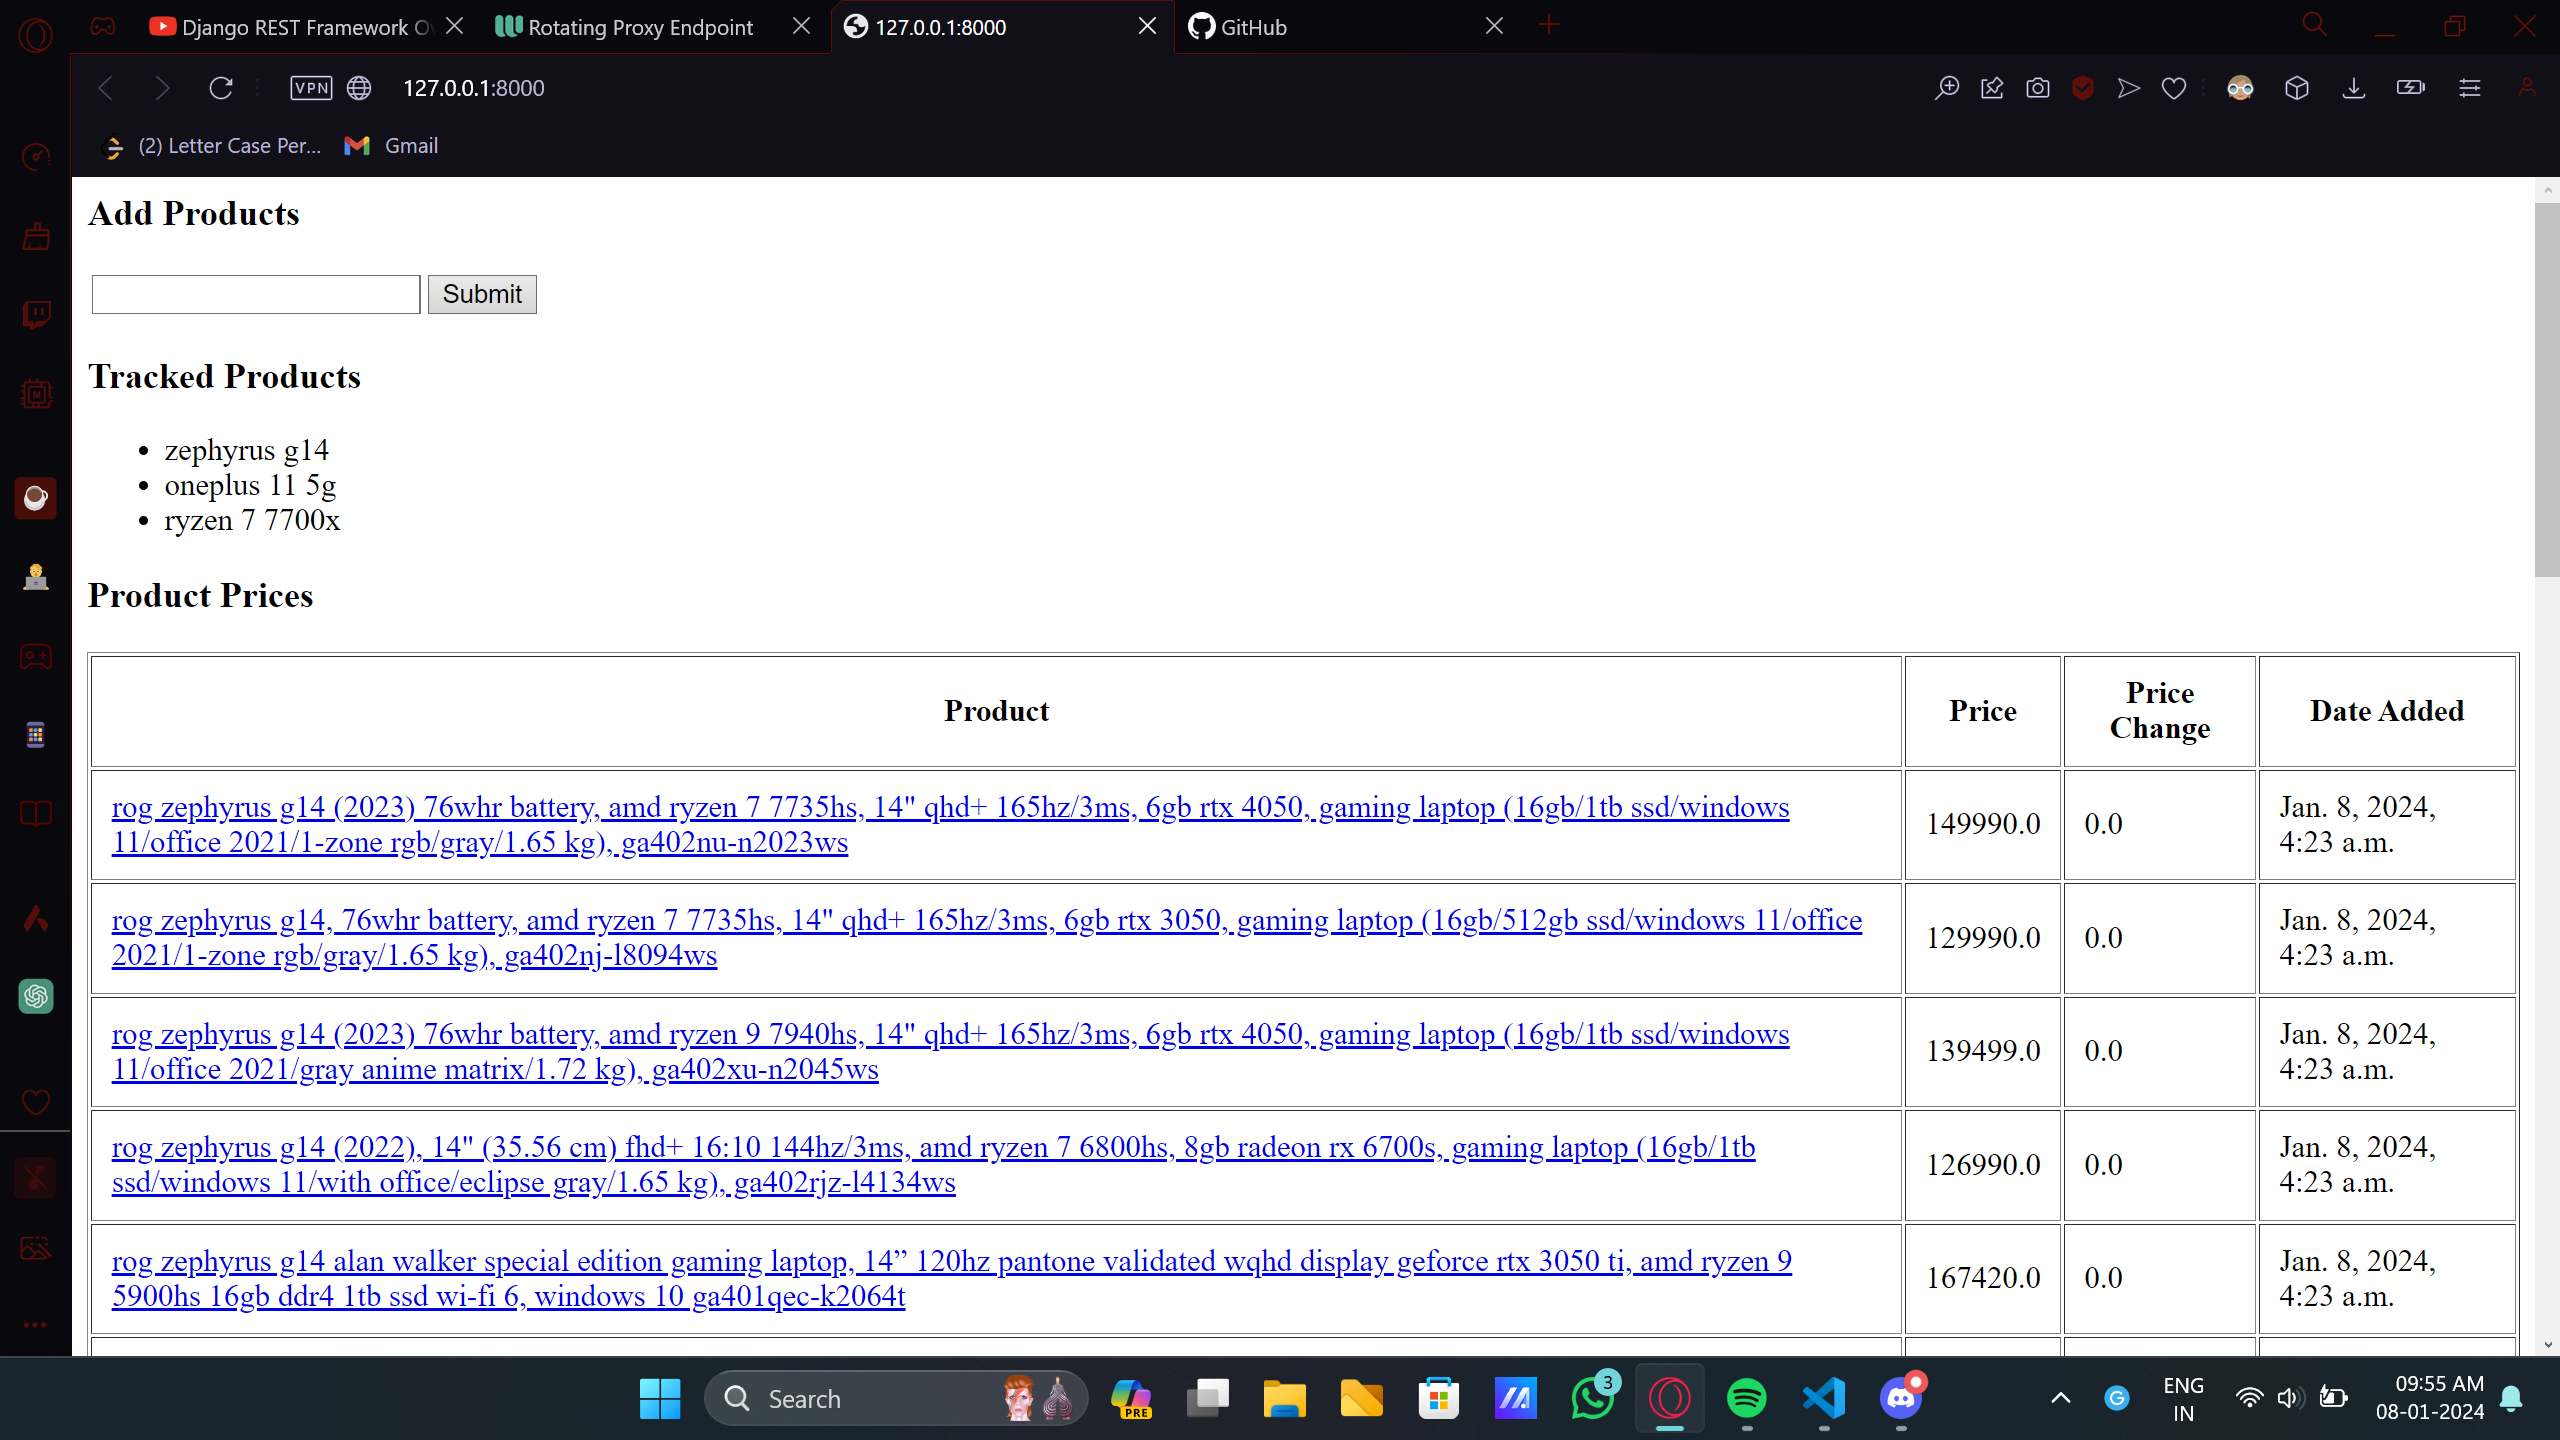 Django REST Framework O
Rotating Proxy Endpoint
127.0.0.1:8000
GitHub
VPN
127.0.0.1:8000
(2) Letter Case Per...
Gmail
Add Products
Submit
Tracked Products
zephyrus g14
oneplus 11 5g
ryzen 7 7700x
Product Prices
Product
Price
Price
Change
Date Added
rog zephyrus g14 (2023) 76whr battery, amd ryzen 7 7735hs, 14" qhd+ 165hz/3ms, 6gb rtx 4050, gaming laptop (16gb/1tb ssd/windows
11/office 2021/1-zone rgb/gray/1.65 kg), ga402nu-n2023ws
149990.0
0.0
Jan. 8, 2024,
4:23 a.m.
rog zephyrus g14, 76whr battery, amd ryzen 7 7735hs, 14" qhd+ 165hz/3ms, 6gb rtx 3050, gaming laptop (16gb/512gb ssd/windows 11/office
2021/1-zone rgb/gray/1.65 kg), ga402nj-l8094ws
129990.0
0.0
Jan. 8, 2024,
4:23 a.m.
rog zephyrus g14 (2023) 76whr battery, amd ryzen 9 7940hs, 14" qhd+ 165hz/3ms, 6gb rtx 4050, gaming laptop (16gb/1tb ssd/windows
11/office 2021/gray anime matrix/1.72 kg), ga402xu-n2045ws
139499.0
0.0
Jan. 8, 2024,
4:23 a.m.
rog zephyrus g14 (2022), 14" (35.56 cm) fhd+ 16:10 144hz/3ms, amd ryzen 7 6800hs, 8gb radeon rx 6700s, gaming laptop (16gb/1tb
ssd/windows 11/with office/eclipse gray/1.65 kg), ga402rjz-l4134ws
126990.0
0.0
Jan. 8, 2024,
4:23 a.m.
rog zephyrus g14 alan walker special edition gaming laptop, 14” 120hz pantone validated wqhd display geforce rtx 3050 ti, amd ryzen 9
5900hs 16gb ddr4 1tb ssd wi-fi 6, windows 10 ga401qec-k2064t
167420.0
0.0
Jan. 8, 2024,
4:23 a.m.
Search
PRE
3
G
ENG
IN
09:55 AM
08-01-2024